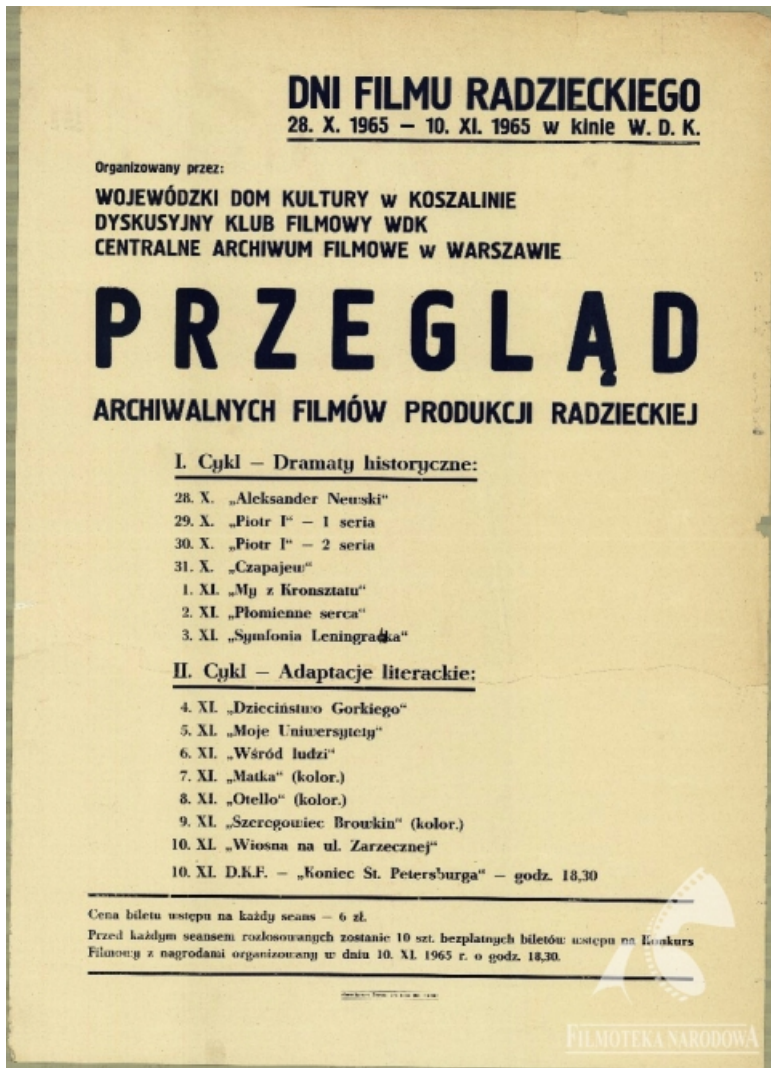 DNI FILMU RADZIECKIEGO
28. X. 1965 — 10. XI. 1965 w kinie W. D. K.
Organizowany przez:
WOJEWÓDZKI DOM KULTURY w KOSZALINIE
DYSKUSYJNY KLUB FILMOWY WDK
CENTRALNE ARCHIWUM FILMOWE w WARSZAWIE
PRZEGLĄD
ARCHIWALNYCH FILMÓW PRODUKCJI RADZIECKIEJ
I. Cykl — Dramaty historyczne:
28. X. „Aleksander Newski“
29. X. „Piotr I“ — 1 seria
30. X. „Piotr I“ — 2 seria
31. X. „Czapajew“
1. XI. „My z Kronsztatu“
2. XI. „Płomienne serca“
3. XI. „Symfonia Leningradzka“
II. Cykl — Adaptacje literackie:
4. XI. „Dzieciństwo Gorkiego“
5. XI. „Moje Uniwersytety“
6. XI. „Wśród ludzi“
7. XI. „Matka“ (kolor.)
8. XI. „Otello“ (kolor.)
9. XI. „Szeregowiec Browkin“ (kolor.)
10. XI. „Wiosna na ul. Zarzecznej“
10. XI. D.K.F. — „Koniec St. Petersburga“ — godz. 18,30
Cena biletu wstępu na każdy seans — 6 zł.
Przed każdym seansem rozlosowanych zostanie 10 szt. bezpłatnych biletów wstępu na Konkurs
Filmowy z nagrodami organizowany w dniu 10. XI. 1965 r. o godz. 18,30.
FILMOTEKA NARODOWA